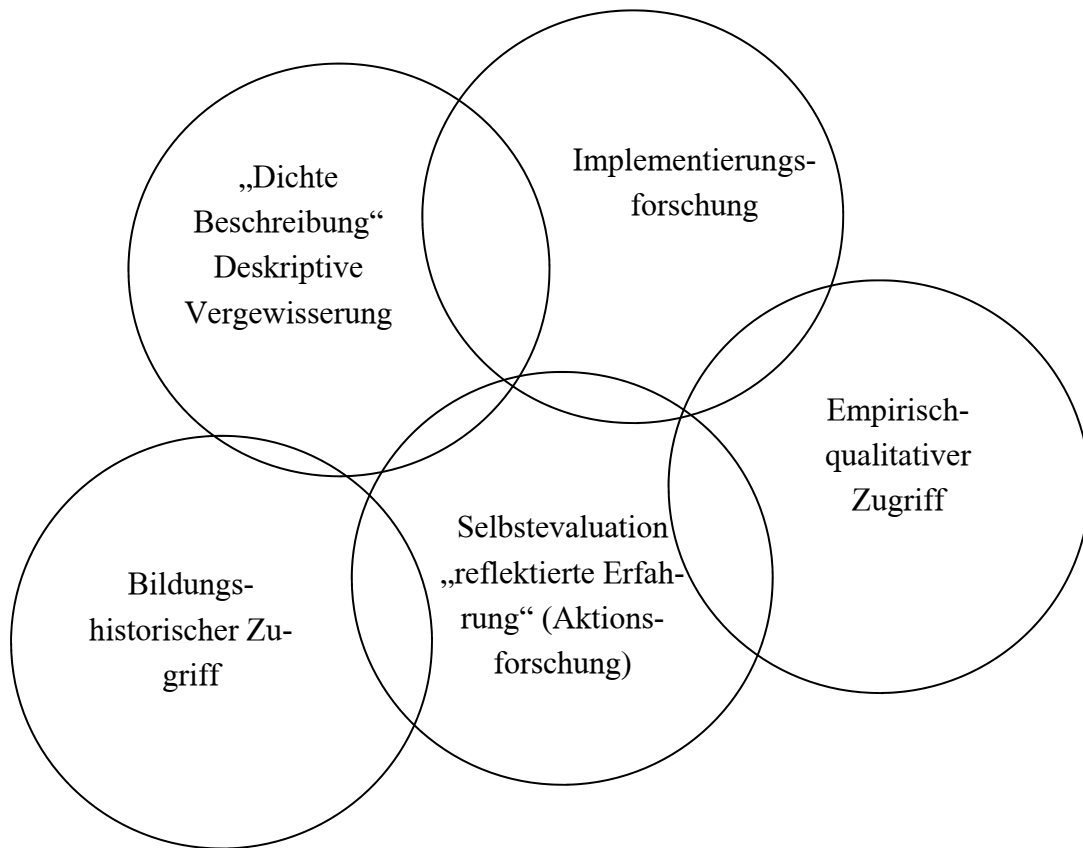 „Dichte
Beschreibung“
Deskriptive
Vergewisserung
Implementierungs-
forschung
Empirisch-
qualitativer
Zugriff
Selbstevaluation
„reflektierte Erfah-
rung“ (Aktions-
forschung)
Bildungs-
historischer Zu-
griff